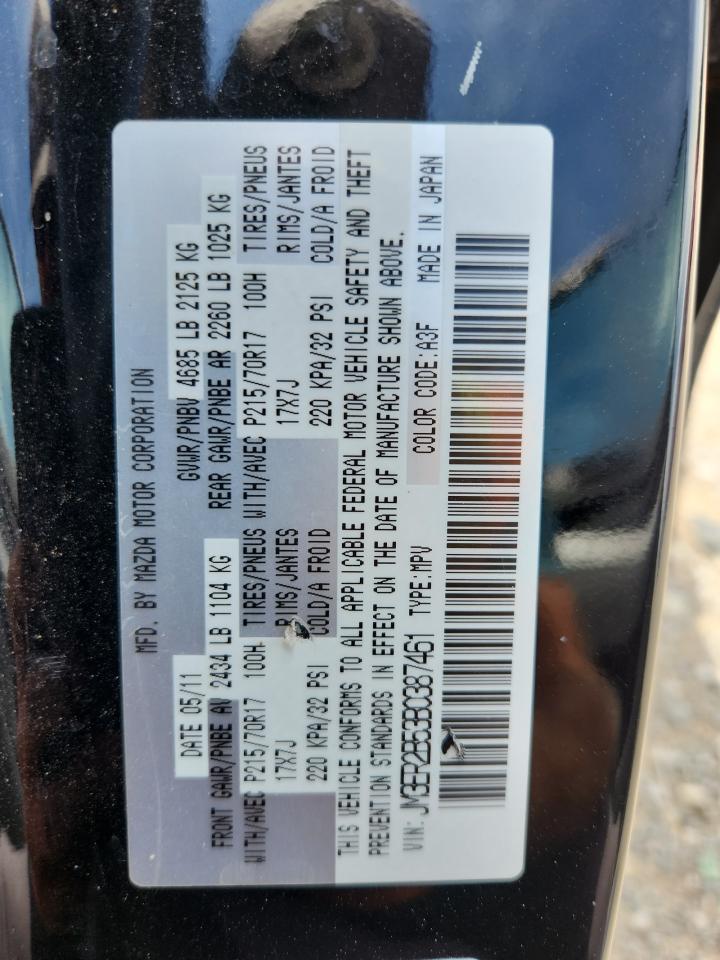 MFD. BY MAZDA MOTOR CORPORATION
DATE 05/11 GVWR/PNBV 4685 LB 2125 KG
FRONT GAWR/PNBE AV 2434 LB 1104 KG REAR GAWR/PNBE AR 2260 LB 1025 KG
WITH/AVEC P215/70R17 100H TIRES/PNEUS WITH/AVEC P215/70R17 100H TIRES/PNEUS
17X7J RIMS/JANTES 17X7J RIMS/JANTES
220 KPA/32 PSI COLD/A FROID 220 KPA/32 PSI COLD/A FROID
THIS VEHICLE CONFORMS TO ALL APPLICABLE FEDERAL MOTOR VEHICLE SAFETY AND THEFT
PREVENTION STANDARDS IN EFFECT ON THE DATE OF MANUFACTURE SHOWN ABOVE.
VIN: JM3ER2B53B0387461 TYPE:MPV COLOR CODE:A3F MADE IN JAPAN